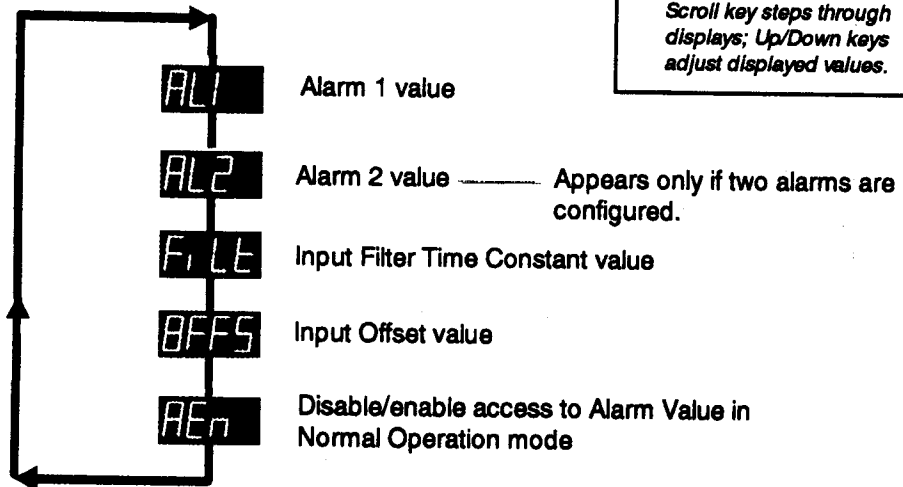 Scroll key steps through
displays; Up/Down keys
adjust displayed values.
AL1 Alarm 1 value
AL2 Alarm 2 value Appears only if two alarms are
configured.
FiLt Input Filter Time Constant value
OFFS Input Offset value
AEn Disable/enable access to Alarm Value in
Normal Operation mode